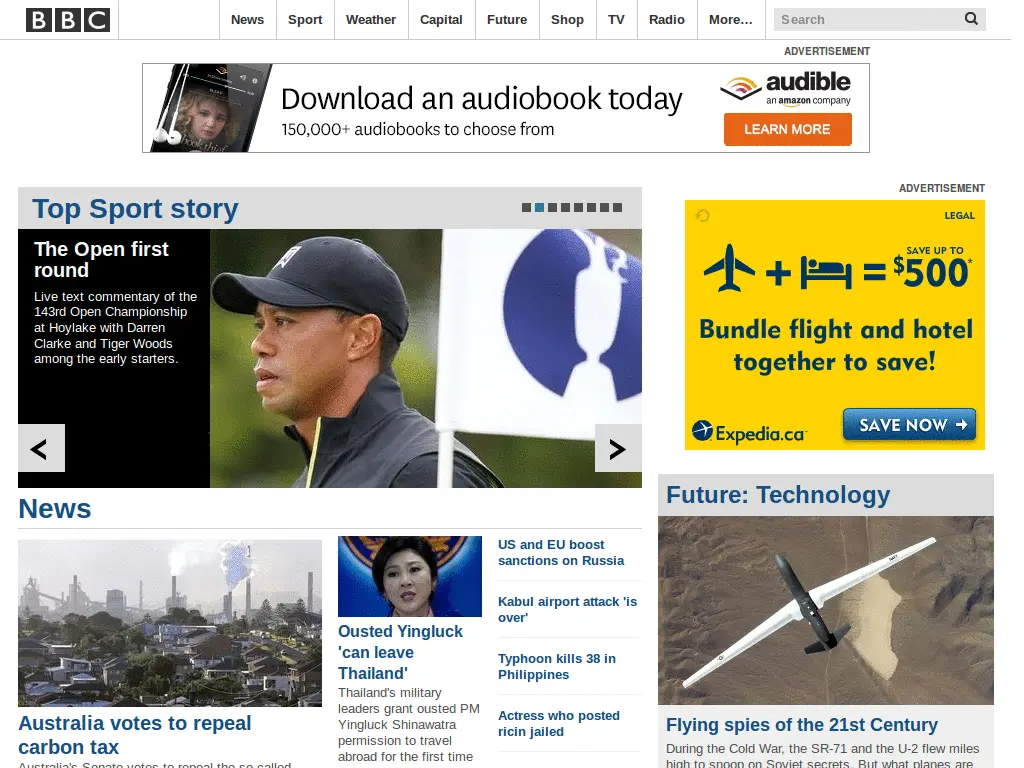 BBC
News
Sport
Weather
Capital
Future
Shop
TV
Radio
More…
Search
ADVERTISEMENT
Download an audiobook today
150,000+ audiobooks to choose from
audible
an amazon company
LEARN MORE
Top Sport story
The Open first
round
Live text commentary of the
143rd Open Championship
at Hoylake with Darren
Clarke and Tiger Woods
among the early starters.
<
>
ADVERTISEMENT
LEGAL
SAVE UP TO
+ = $500*
Bundle flight and hotel
together to save!
Expedia.ca
SAVE NOW
News
Australia votes to repeal
carbon tax
Australia's Senate votes to repeal the so-called
Ousted Yingluck
'can leave
Thailand'
Thailand's military
leaders grant ousted PM
Yingluck Shinawatra
permission to travel
abroad for the first time
US and EU boost
sanctions on Russia
Kabul airport attack 'is
over'
Typhoon kills 38 in
Philippines
Actress who posted
ricin jailed
Future: Technology
Flying spies of the 21st Century
During the Cold War, the SR-71 and the U-2 flew miles
high to snoop on Soviet secrets. But what planes are